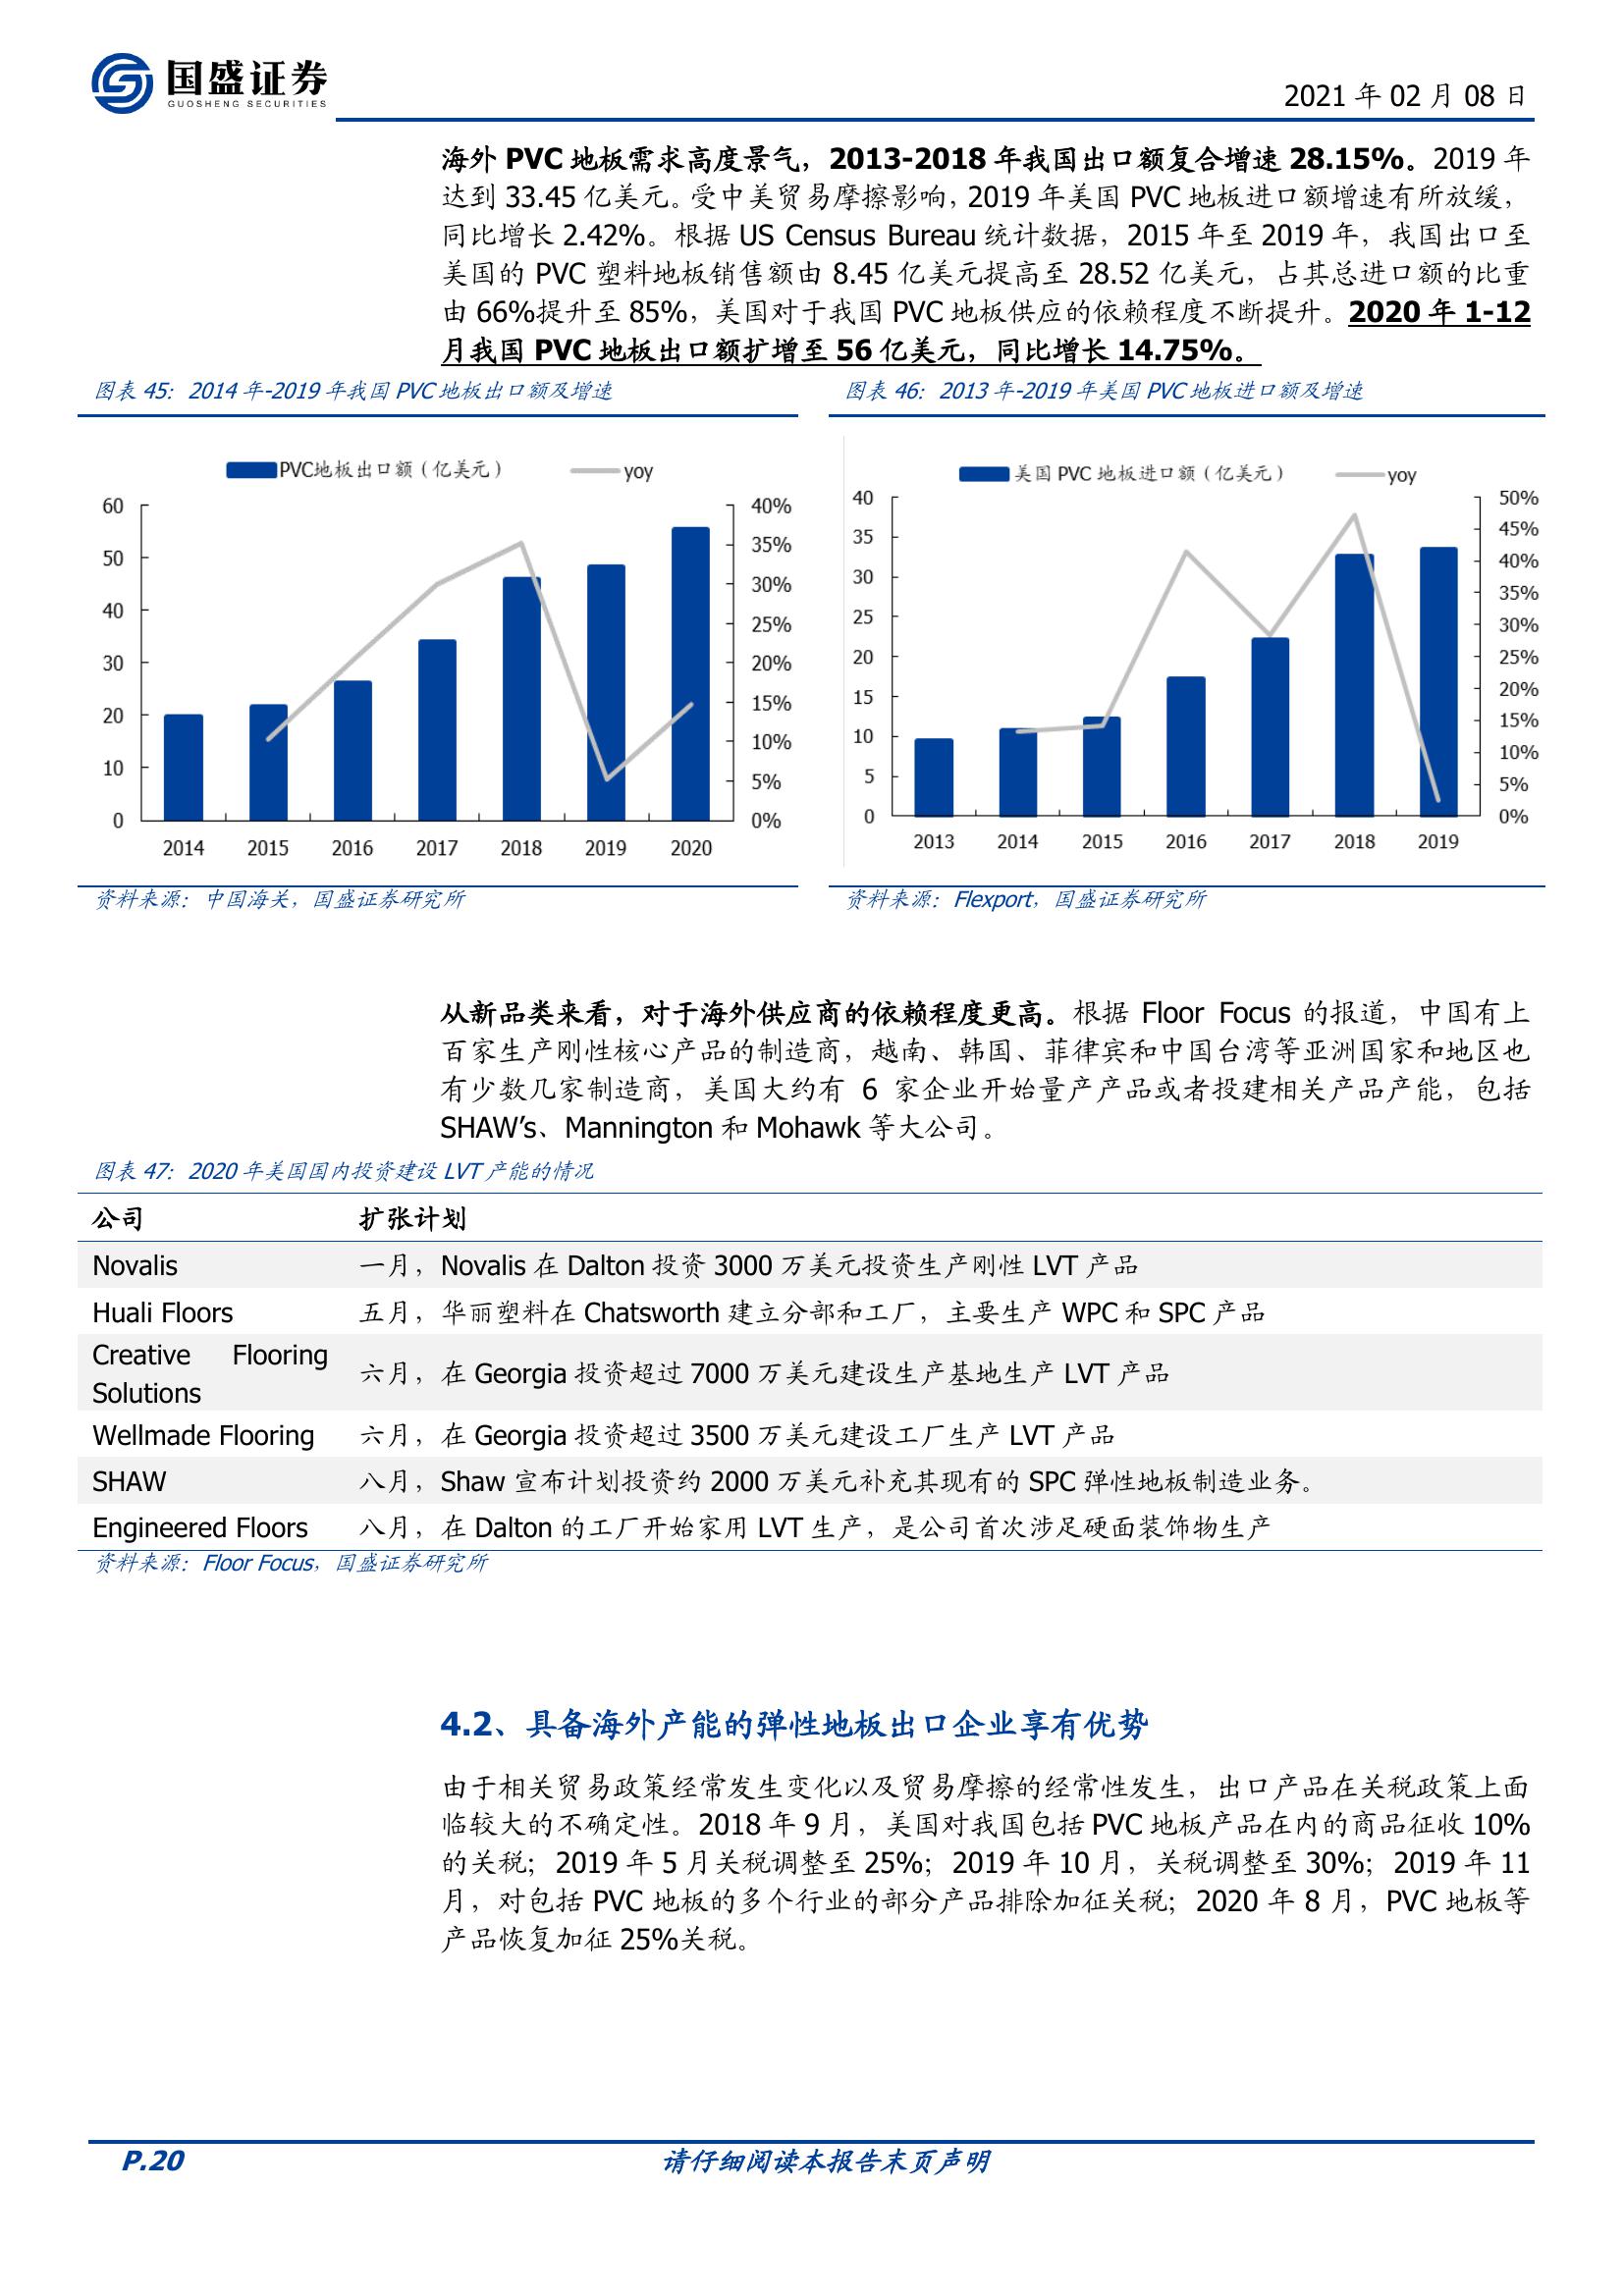 国盛证券
GUOSHENG SECURITIES
2021 年 02 月 08 日
海外 PVC 地板需求高度景气，2013-2018 年我国出口额复合增速 28.15%。2019 年
达到 33.45 亿美元。受中美贸易摩擦影响，2019 年美国 PVC 地板进口额增速有所放缓，
同比增长 2.42%。根据 US Census Bureau 统计数据，2015 年至 2019 年，我国出口至
美国的 PVC 塑料地板销售额由 8.45 亿美元提高至 28.52 亿美元，占其总进口额的比重
由 66%提升至 85%，美国对于我国 PVC 地板供应的依赖程度不断提升。2020 年 1-12
月我国 PVC 地板出口额扩增至 56 亿美元，同比增长 14.75%。
图表 45：2014 年-2019 年我国 PVC 地板出口额及增速
PVC地板出口额（亿美元） yoy
60
50
40
30
20
10
0
40%
35%
30%
25%
20%
15%
10%
5%
0%
2014 2015 2016 2017 2018 2019 2020
资料来源：中国海关，国盛证券研究所
图表 46：2013 年-2019 年美国 PVC 地板进口额及增速
美国 PVC 地板进口额（亿美元） yoy
40
35
30
25
20
15
10
5
0
50%
45%
40%
35%
30%
25%
20%
15%
10%
5%
0%
2013 2014 2015 2016 2017 2018 2019
资料来源：Flexport，国盛证券研究所
从新品类来看，对于海外供应商的依赖程度更高。根据 Floor Focus 的报道，中国有上
百家生产刚性核心产品的制造商，越南、韩国、菲律宾和中国台湾等亚洲国家和地区也
有少数几家制造商，美国大约有 6 家企业开始量产产品或者投建相关产品产能，包括
SHAW’s、Mannington 和 Mohawk 等大公司。
图表 47：2020 年美国国内投资建设 LVT 产能的情况
公司 扩张计划
Novalis 一月，Novalis 在 Dalton 投资 3000 万美元投资生产刚性 LVT 产品
Huali Floors 五月，华丽塑料在 Chatsworth 建立分部和工厂，主要生产 WPC 和 SPC 产品
Creative Flooring
Solutions
六月，在 Georgia 投资超过 7000 万美元建设生产基地生产 LVT 产品
Wellmade Flooring 六月，在 Georgia 投资超过 3500 万美元建设工厂生产 LVT 产品
SHAW 八月，Shaw 宣布计划投资约 2000 万美元补充其现有的 SPC 弹性地板制造业务。
Engineered Floors 八月，在 Dalton 的工厂开始家用 LVT 生产，是公司首次涉足硬面装饰物生产
资料来源：Floor Focus，国盛证券研究所
4.2、具备海外产能的弹性地板出口企业享有优势
由于相关贸易政策经常发生变化以及贸易摩擦的经常性发生，出口产品在关税政策上面
临较大的不确定性。2018 年 9 月，美国对我国包括 PVC 地板产品在内的商品征收 10%
的关税；2019 年 5 月关税调整至 25%；2019 年 10 月，关税调整至 30%；2019 年 11
月，对包括 PVC 地板的多个行业的部分产品排除加征关税；2020 年 8 月，PVC 地板等
产品恢复加征 25%关税。
P.20 请仔细阅读本报告末页声明